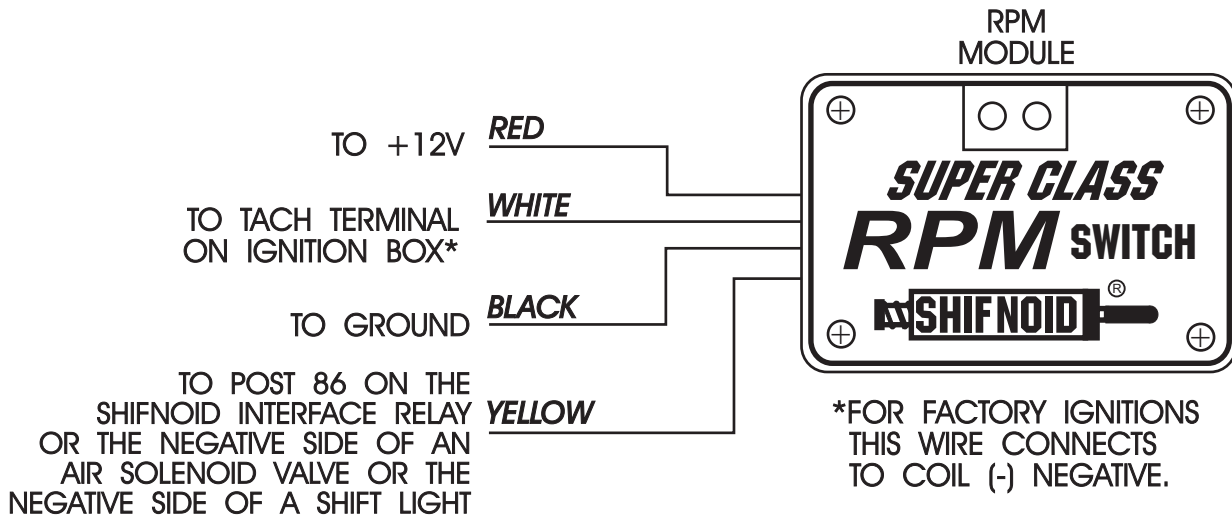 RPM
MODULE
TO +12V RED
TO TACH TERMINAL
ON IGNITION BOX*
WHITE
TO GROUND BLACK
TO POST 86 ON THE
SHIFNOID INTERFACE RELAY
OR THE NEGATIVE SIDE OF AN
AIR SOLENOID VALVE OR THE
NEGATIVE SIDE OF A SHIFT LIGHT
YELLOW
SUPER CLASS
RPM SWITCH
SHIFNOID ®
*FOR FACTORY IGNITIONS
THIS WIRE CONNECTS
TO COIL (-) NEGATIVE.